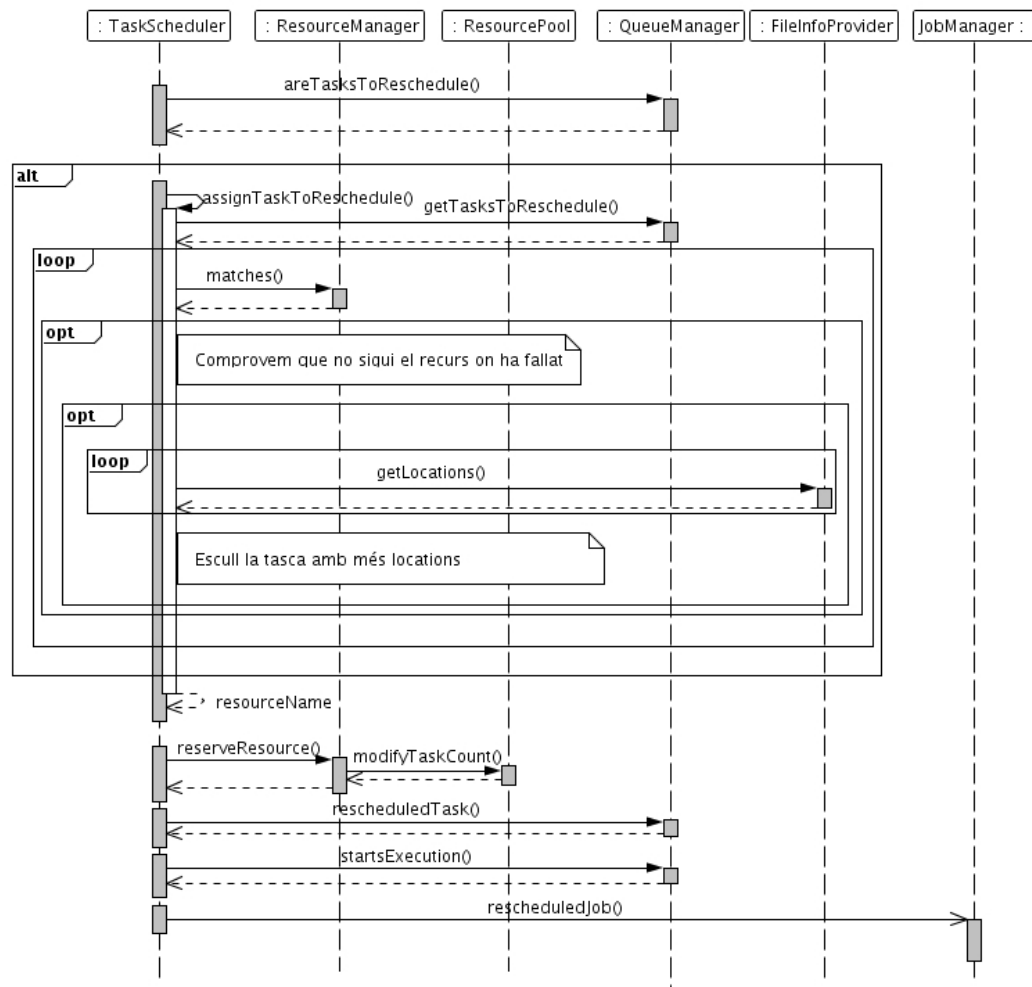 : TaskScheduler
: ResourceManager
: ResourcePool
: QueueManager
: FileInfoProvider
JobManager :
areTasksToReschedule()
alt
assignTaskToReschedule()
getTasksToReschedule()
loop
matches()
opt
Comprovem que no sigui el recurs on ha fallat
opt
loop
getLocations()
Escull la tasca amb més locations
resourceName
reserveResource()
modifyTaskCount()
rescheduledTask()
startsExecution()
rescheduledJob()